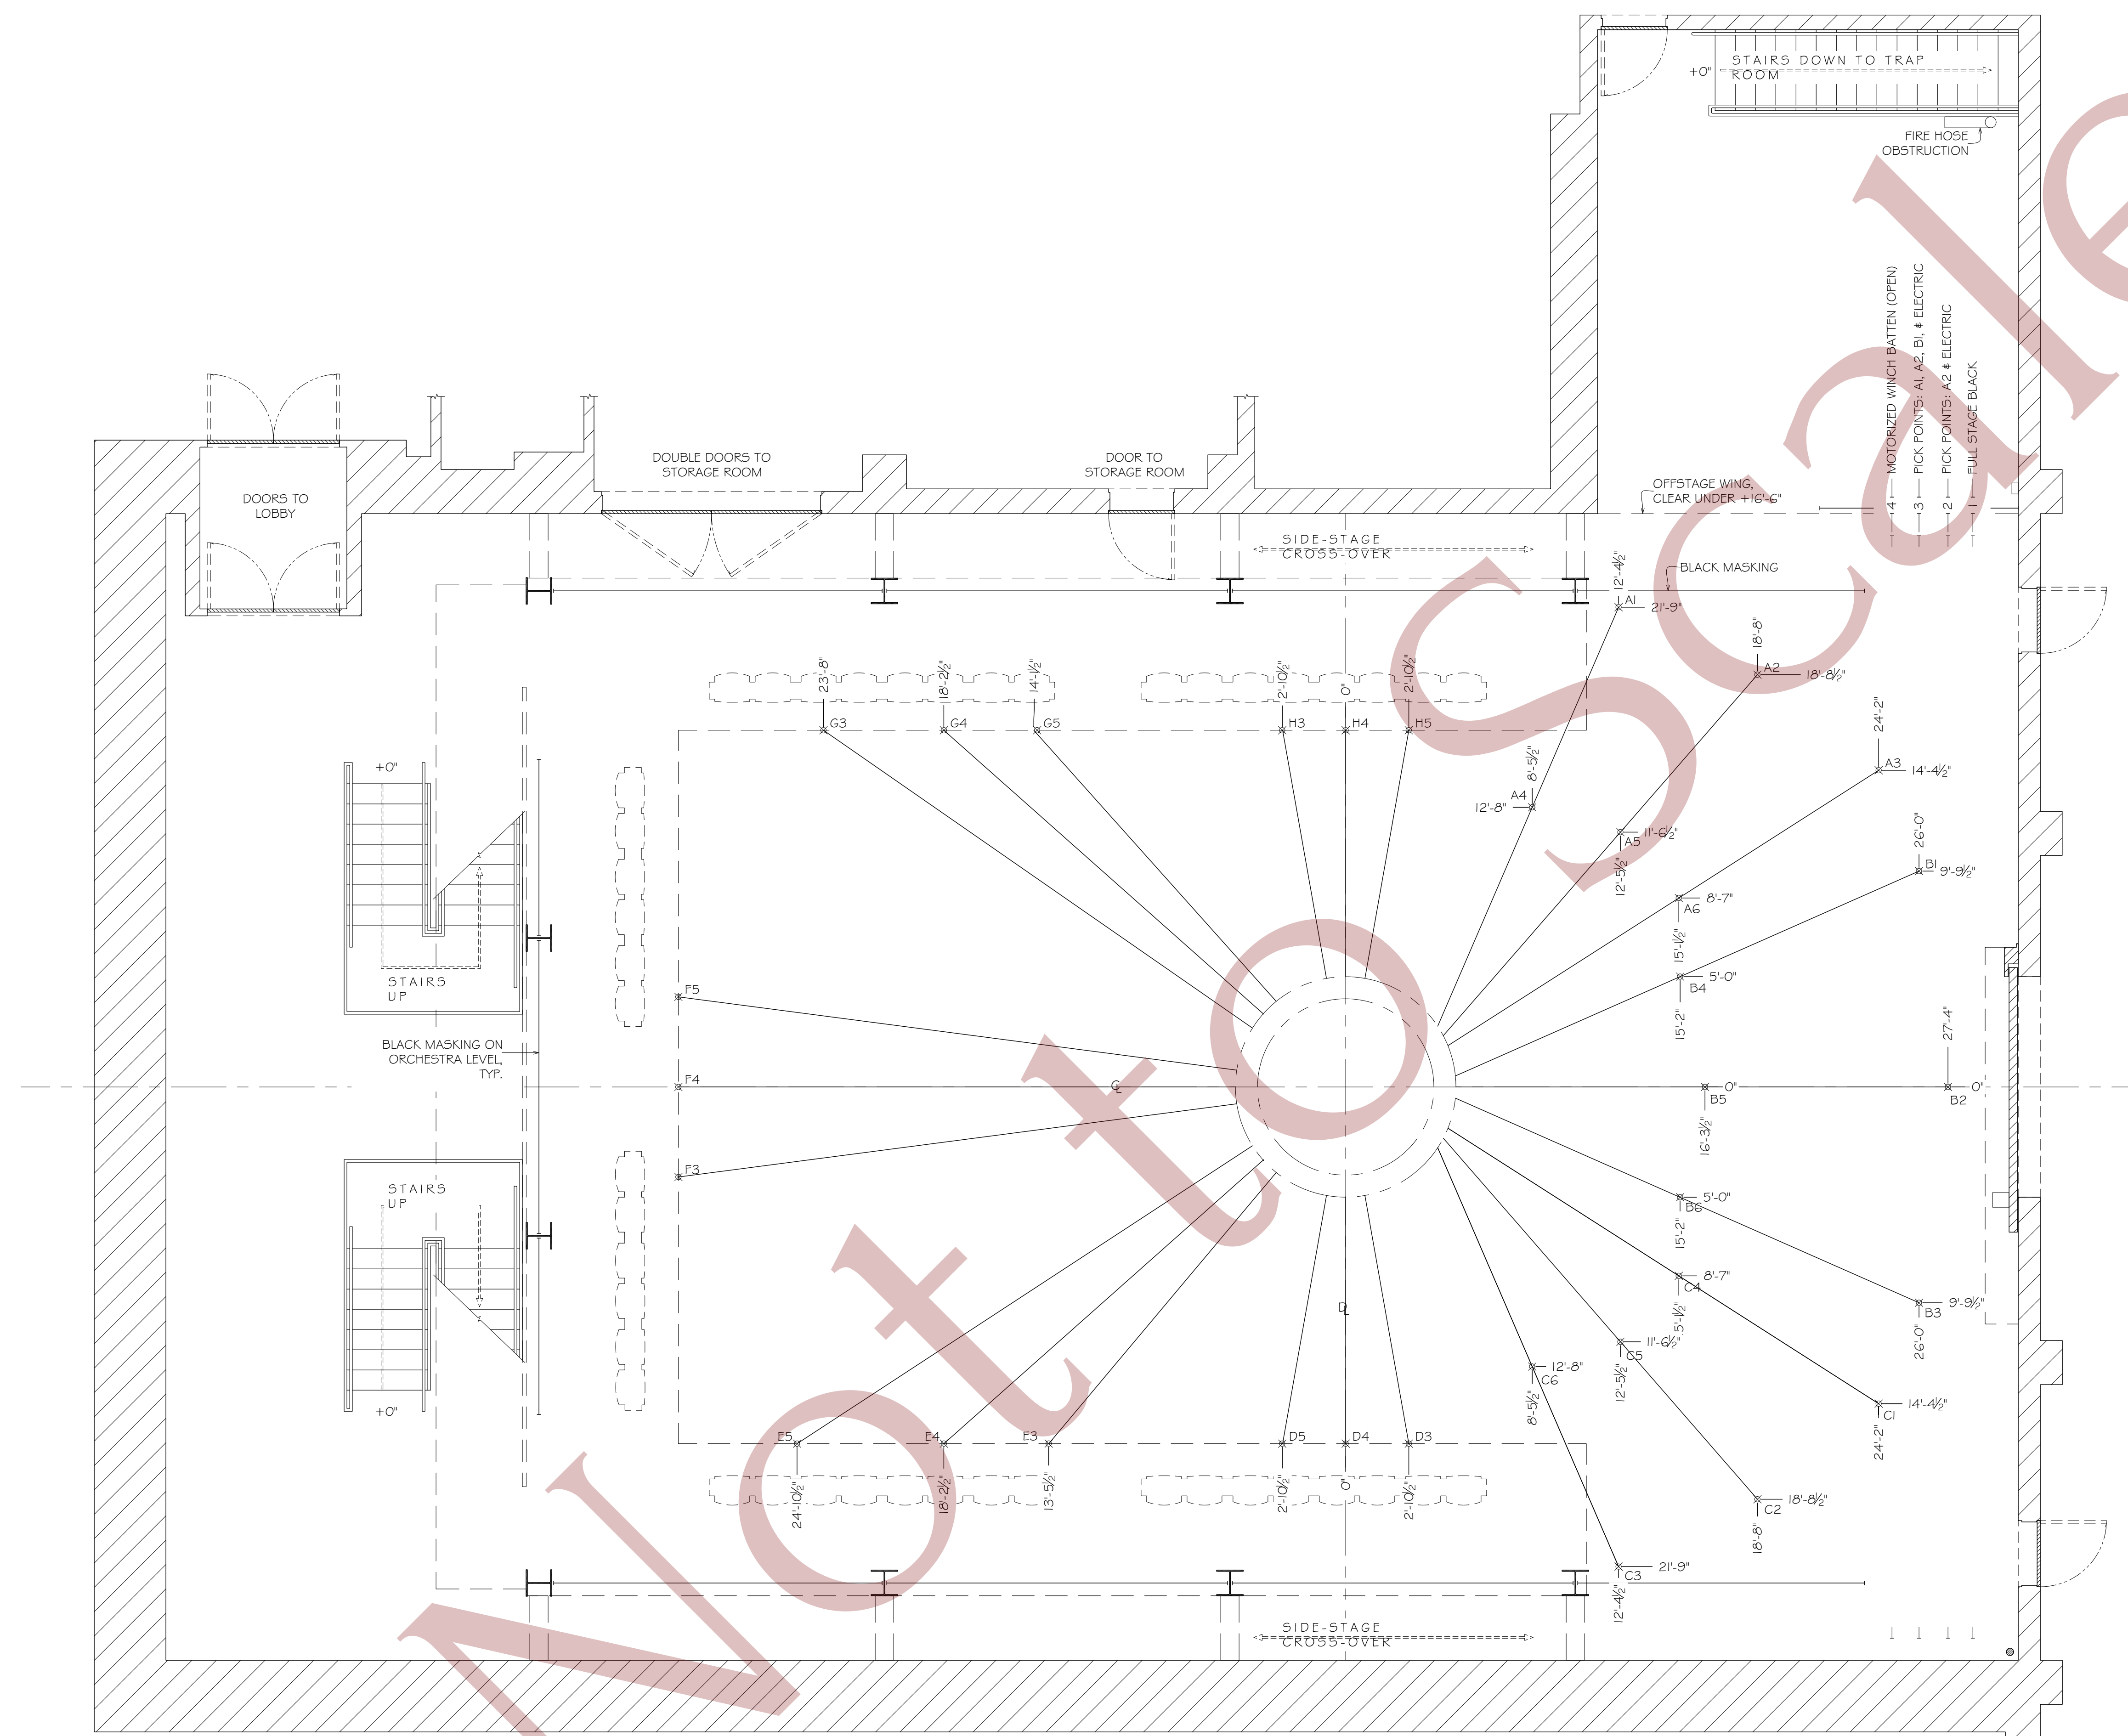 +0"
STAIRS DOWN TO TRAP
ROOM
FIRE HOSE
OBSTRUCTION
MOTORIZED WINCH BATTEN (OPEN)
PICK POINTS: A1, A2, B1, & ELECTRIC
PICK POINTS: A2 & ELECTRIC
FULL STAGE BLACK
4
3
2
1
DOORS TO
LOBBY
DOUBLE DOORS TO
STORAGE ROOM
DOOR TO
STORAGE ROOM
OFFSTAGE WING,
CLEAR UNDER +16'-6"
SIDE-STAGE
CROSS-OVER
BLACK MASKING
12'-4½"
A1
21'-9"
18'-8"
A2
18'-8½"
24'-2"
A3
14'-4½"
23'-8"
G3
18'-2½"
G4
14'-1½"
G5
2'-10½"
H3
0"
H4
2'-10½"
H5
8'-5½"
A4
12'-8"
11'-6½"
A5
12'-5½"
26'-0"
B1
9'-9½"
8'-7"
A6
15'-1½"
5'-0"
B4
15'-2"
+0"
STAIRS
UP
BLACK MASKING ON
ORCHESTRA LEVEL,
TYP.
F5
F4
F3
CL
0"
B5
16'-3½"
27'-4"
0"
B2
STAIRS
UP
+0"
5'-0"
B6
15'-2"
8'-7"
C4
5'-1½"
9'-9½"
B3
26'-0"
DL
11'-6½"
C5
12'-5½"
12'-8"
C6
8'-5½"
14'-4½"
C1
24'-2"
E5
24'-10½"
E4
18'-2½"
E3
13'-5½"
D5
2'-10½"
D4
0"
D3
2'-10½"
18'-8½"
C2
18'-8"
21'-9"
C3
12'-4½"
SIDE-STAGE
CROSS-OVER
Not to Scale